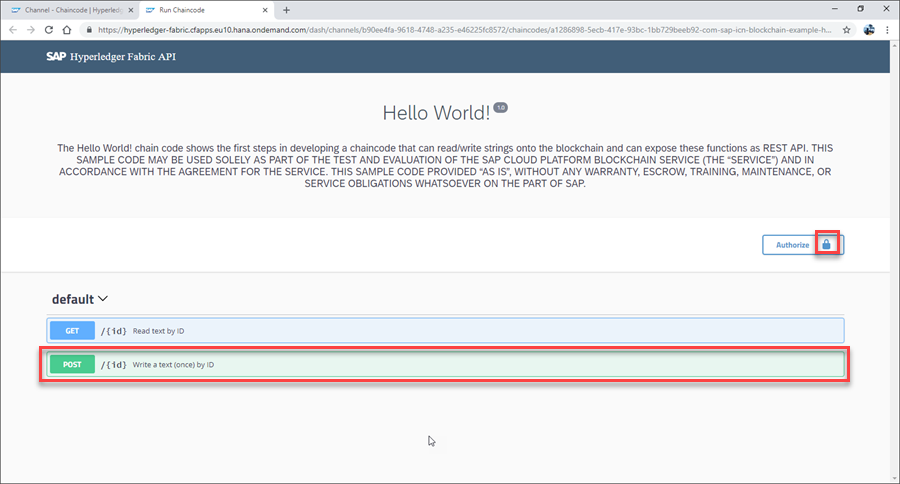 Channel - Chaincode | Hyperledg
Run Chaincode
https://hyperledger-fabric.cfapps.eu10.hana.ondemand.com/dash/channels/b90ee4fa-9618-4748-a235-e46225fc8572/chaincodes/a1286898-5ecb-417e-93bc-1bb729beeb92-com-sap-icn-blockchain-example-h...
SAP Hyperledger Fabric API
Hello World! 1.0
The Hello World! chain code shows the first steps in developing a chaincode that can read/write strings onto the blockchain and can expose these functions as REST API. THIS
SAMPLE CODE MAY BE USED SOLELY AS PART OF THE TEST AND EVALUATION OF THE SAP CLOUD PLATFORM BLOCKCHAIN SERVICE (THE “SERVICE”) AND IN
ACCORDANCE WITH THE AGREEMENT FOR THE SERVICE. THIS SAMPLE CODE PROVIDED “AS IS”, WITHOUT ANY WARRANTY, ESCROW, TRAINING, MAINTENANCE, OR
SERVICE OBLIGATIONS WHATSOEVER ON THE PART OF SAP.
Authorize
default
GET /{id} Read text by ID
POST /{id} Write a text (once) by ID